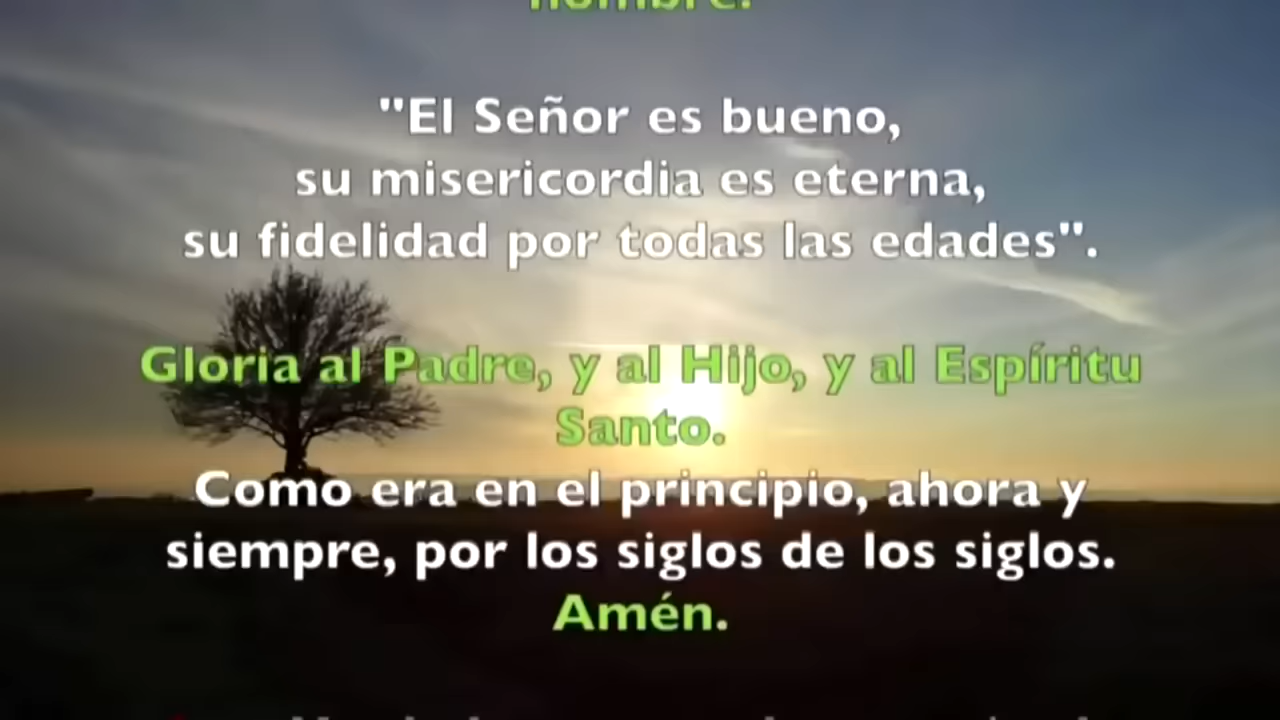 nombre.
"El Señor es bueno,
su misericordia es eterna,
su fidelidad por todas las edades".
Gloria al Padre, y al Hijo, y al Espíritu
Santo.
Como era en el principio, ahora y
siempre, por los siglos de los siglos.
Amén.